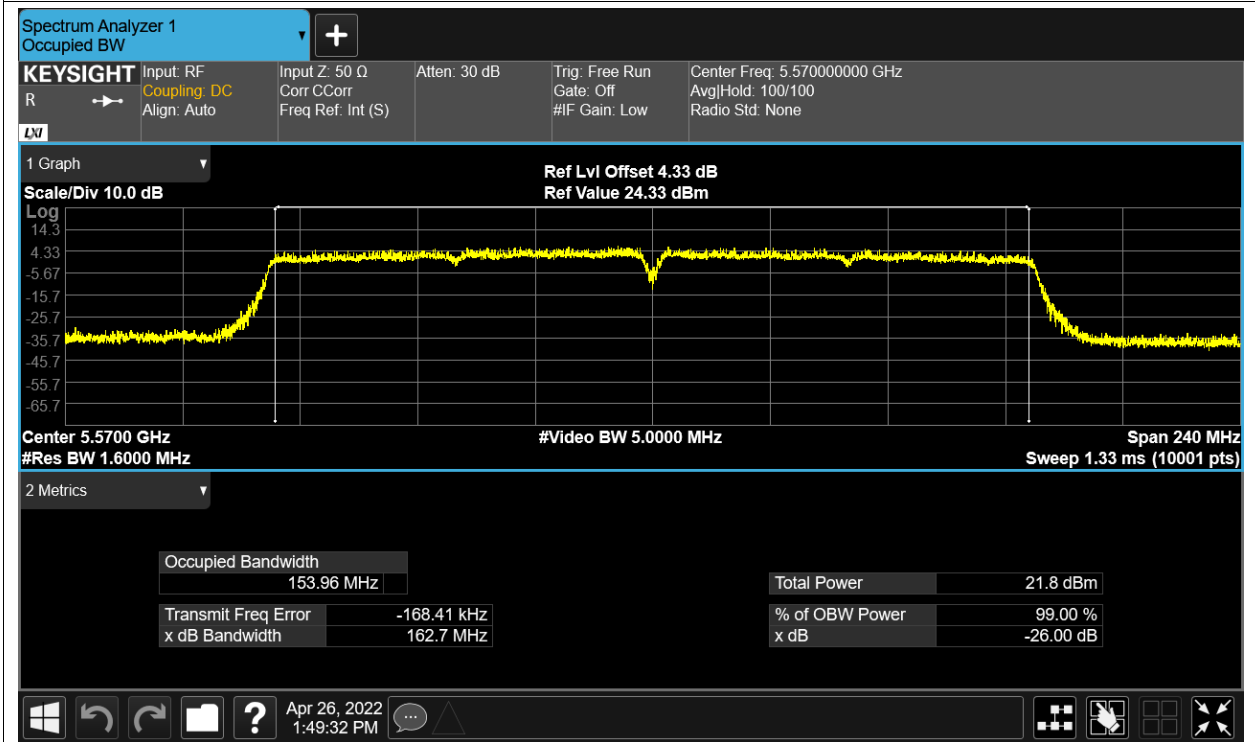 Spectrum Analyzer 1
Occupied BW
KEYSIGHT
R
LXI
Input: RF
Coupling: DC
Align: Auto
Input Z: 50 Ω
Corr CCorr
Freq Ref: Int (S)
Atten: 30 dB
Trig: Free Run
Gate: Off
#IF Gain: Low
Center Freq: 5.570000000 GHz
Avg|Hold: 100/100
Radio Std: None
1 Graph
Scale/Div 10.0 dB
Ref Lvl Offset 4.33 dB
Ref Value 24.33 dBm
Log
14.3
4.33
-5.67
-15.7
-25.7
-35.7
-45.7
-55.7
-65.7
Center 5.5700 GHz
#Res BW 1.6000 MHz
#Video BW 5.0000 MHz
Span 240 MHz
Sweep 1.33 ms (10001 pts)
2 Metrics
Occupied Bandwidth
153.96 MHz
Transmit Freq Error -168.41 kHz
x dB Bandwidth 162.7 MHz
Total Power 21.8 dBm
% of OBW Power 99.00 %
x dB -26.00 dB
?
Apr 26, 2022
1:49:32 PM